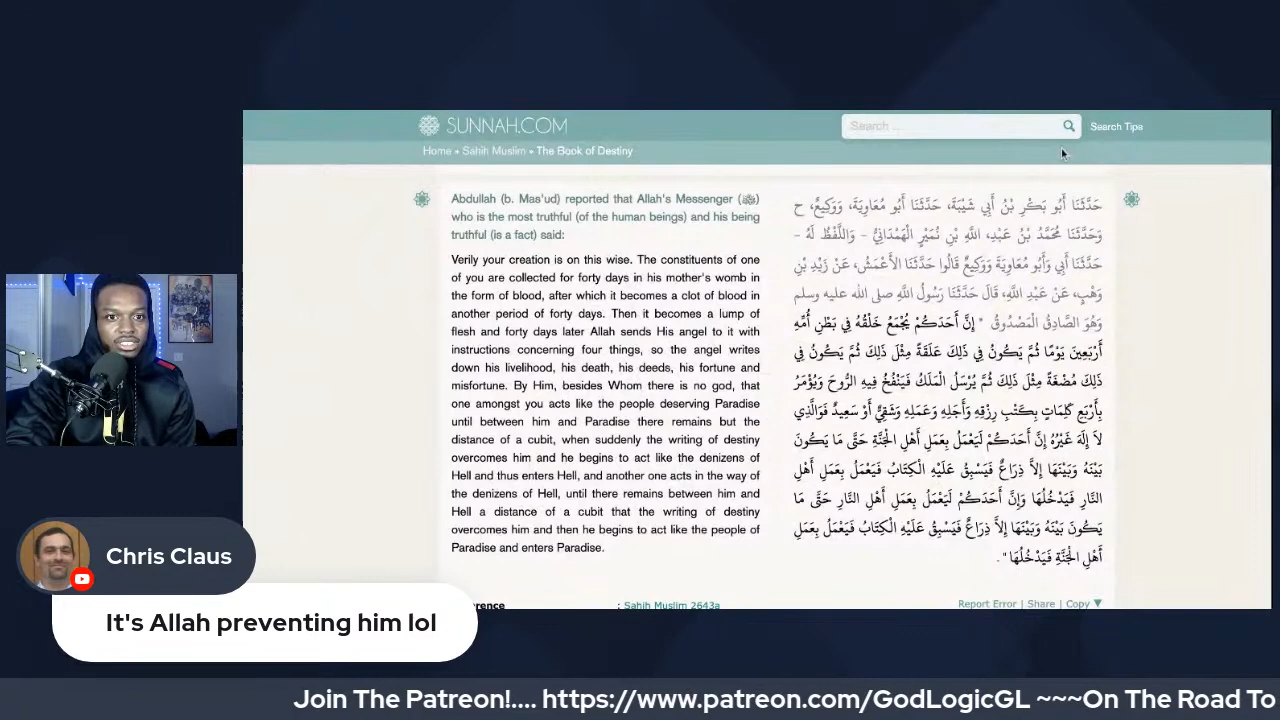 SUNNAH.COM
Search ...
Search Tips
Home • Sahih Muslim • The Book of Destiny
Abdullah (b. Mas'ud) reported that Allah's Messenger (ﷺ)
who is the most truthful (of the human beings) and his being
truthful (is a fact) said:
Verily your creation is on this wise. The constituents of one
of you are collected for forty days in his mother's womb in
the form of blood, after which it becomes a clot of blood in
another period of forty days. Then it becomes a lump of
flesh and forty days later Allah sends His angel to it with
instructions concerning four things, so the angel writes
down his livelihood, his death, his deeds, his fortune and
misfortune. By Him, besides Whom there is no god, that
one amongst you acts like the people deserving Paradise
until between him and Paradise there remains but the
distance of a cubit, when suddenly the writing of destiny
overcomes him and he begins to act like the denizens of
Hell and thus enters Hell, and another one acts in the way of
the denizens of Hell, until there remains between him and
Hell a distance of a cubit that the writing of destiny
overcomes him and then he begins to act like the people of
Paradise and enters Paradise.
حَدَّثَنَا أَبُو بَكْرِ بْنُ أَبِي شَيْبَةَ، حَدَّثَنَا أَبُو مُعَاوِيَةَ، وَوَكِيعٌ، ح
وَحَدَّثَنَا مُحَمَّدُ بْنُ عَبْدِ، اللَّهِ بْنِ نُمَيْرٍ الْهَمْدَانِيُّ - وَاللَّفْظُ لَهُ -
حَدَّثَنَا أَبِي وَأَبُو مُعَاوِيَةَ وَوَكِيعٌ قَالُوا حَدَّثَنَا الأَعْمَشُ، عَنْ زَيْدِ بْنِ
وَهْبٍ، عَنْ عَبْدِ اللَّهِ، قَالَ حَدَّثَنَا رَسُولُ اللَّهِ صلى الله عليه وسلم
وَهُوَ الصَّادِقُ الْمَصْدُوقُ " إِنَّ أَحَدَكُمْ يُجْمَعُ خَلْقُهُ فِي بَطْنِ أُمِّهِ
أَرْبَعِينَ يَوْمًا ثُمَّ يَكُونُ فِي ذَلِكَ عَلَقَةً مِثْلَ ذَلِكَ ثُمَّ يَكُونُ فِي
ذَلِكَ مُضْغَةً مِثْلَ ذَلِكَ ثُمَّ يُرْسَلُ الْمَلَكُ فَيَنْفُخُ فِيهِ الرُّوحَ وَيُؤْمَرُ
بِأَرْبَعِ كَلِمَاتٍ بِكَتْبِ رِزْقِهِ وَأَجَلِهِ وَعَمَلِهِ وَشَقِيٌّ أَوْ سَعِيدٌ فَوَالَّذِي
لاَ إِلَهَ غَيْرُهُ إِنَّ أَحَدَكُمْ لَيَعْمَلُ بِعَمَلِ أَهْلِ الْجَنَّةِ حَتَّى مَا يَكُونَ
بَيْنَهُ وَبَيْنَهَا إِلاَّ ذِرَاعٌ فَيَسْبِقُ عَلَيْهِ الْكِتَابُ فَيَعْمَلُ بِعَمَلِ أَهْلِ
النَّارِ فَيَدْخُلُهَا وَإِنَّ أَحَدَكُمْ لَيَعْمَلُ بِعَمَلِ أَهْلِ النَّارِ حَتَّى مَا
يَكُونَ بَيْنَهُ وَبَيْنَهَا إِلاَّ ذِرَاعٌ فَيَسْبِقُ عَلَيْهِ الْكِتَابُ فَيَعْمَلُ بِعَمَلِ
أَهْلِ الْجَنَّةِ فَيَدْخُلُهَا " .
erence : Sahih Muslim 2643a
Report Error | Share | Copy ▼
Chris Claus
It's Allah preventing him lol
Join The Patreon!.... https://www.patreon.com/GodLogicGL ~~~On The Road To